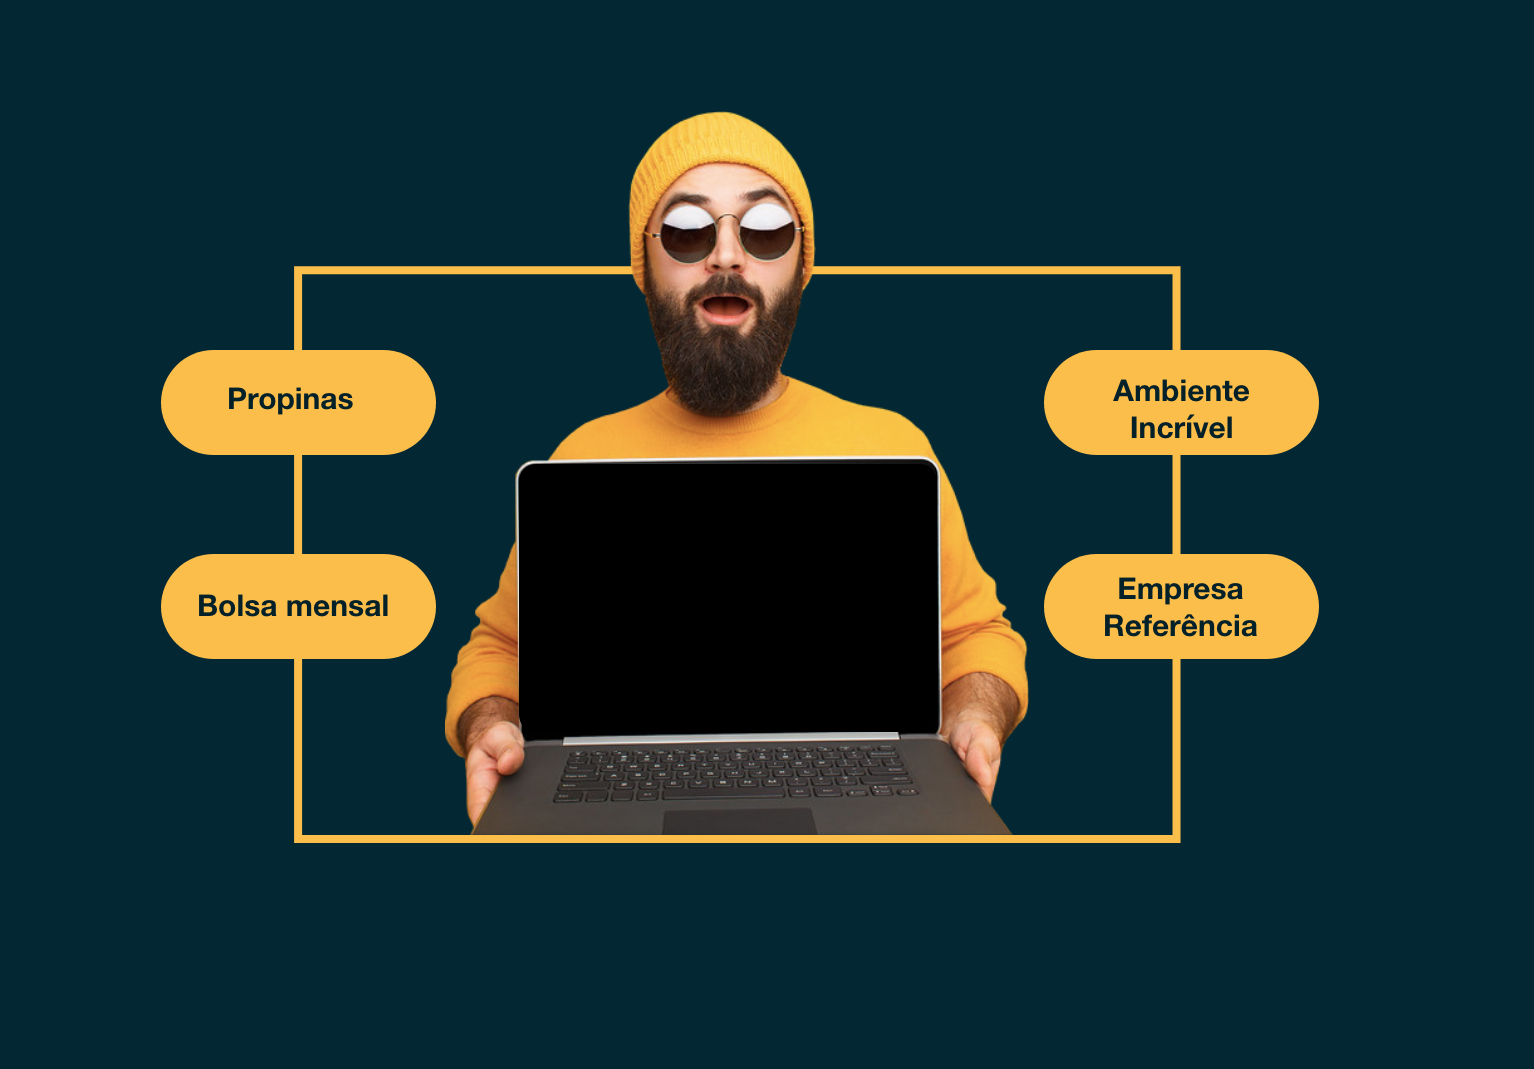 Propinas
Ambiente
Incrível
Bolsa mensal
Empresa
Referência